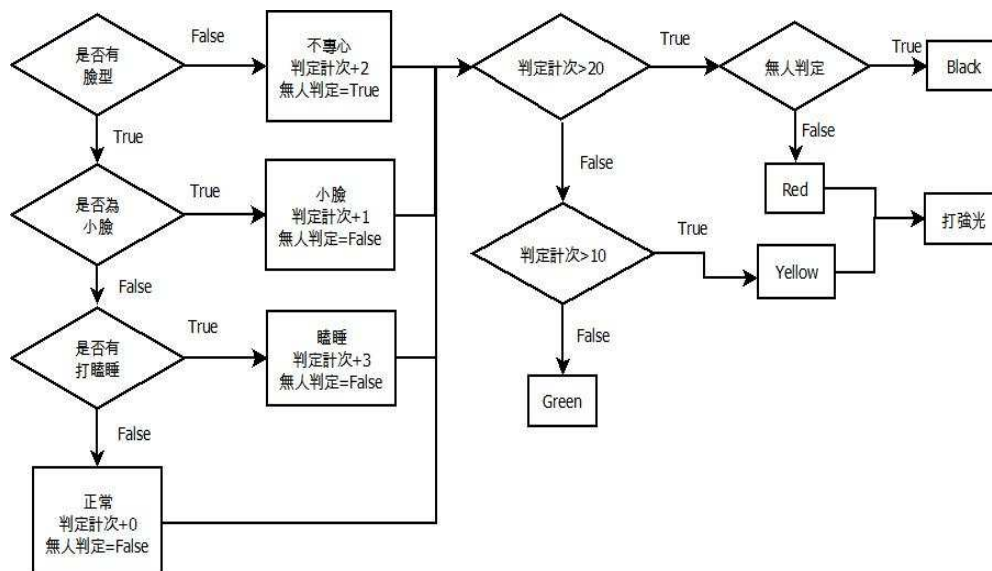 是否有
臉型
False
不專心
判定計次+2
無人判定=True
判定計次>20
True
無人判定
True
Black
True
False
False
是否為
小臉
True
小臉
判定計次+1
無人判定=False
Red
打強光
判定計次>10
True
Yellow
False
False
是否有
打瞌睡
True
瞌睡
判定計次+3
無人判定=False
Green
False
正常
判定計次+0
無人判定=False